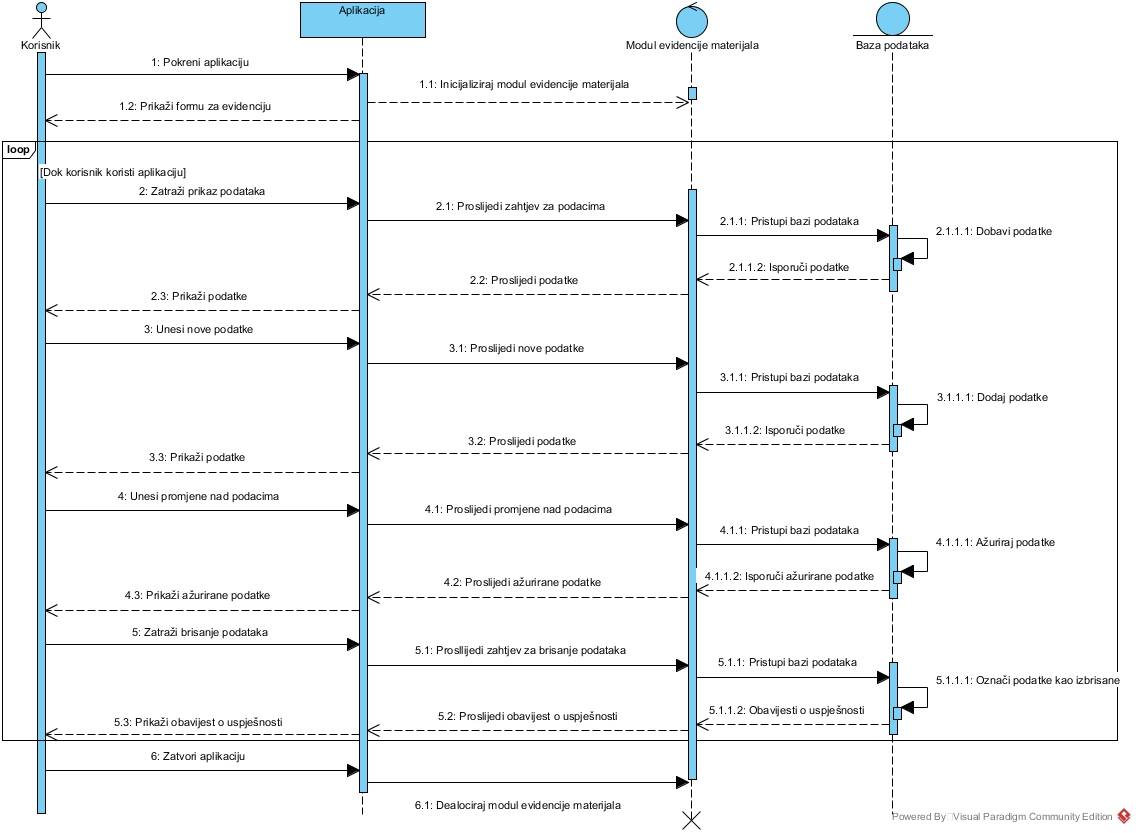 Aplikacija
Korisnik
Modul evidencije materijala
Baza podataka
1: Pokreni aplikaciju
1.1: Inicijaliziraj modul evidencije materijala
1.2: Prikaži formu za evidenciju
loop
[Dok korisnik koristi aplikaciju]
2: Zatraži prikaz podataka
2.1: Proslijedi zahtjev za podacima
2.1.1: Pristupi bazi podataka
2.1.1.1: Dobavi podatke
2.1.1.2: Isporuči podatke
2.2: Proslijedi podatke
2.3: Prikaži podatke
3: Unesi nove podatke
3.1: Proslijedi nove podatke
3.1.1: Pristupi bazi podataka
3.1.1.1: Dodaj podatke
3.1.1.2: Isporuči podatke
3.2: Proslijedi podatke
3.3: Prikaži podatke
4: Unesi promjene nad podacima
4.1: Proslijedi promjene nad podacima
4.1.1: Pristupi bazi podataka
4.1.1.1: Ažuriraj podatke
4.1.1.2: Isporuči ažurirane podatke
4.2: Proslijedi ažurirane podatke
4.3: Prikaži ažurirane podatke
5: Zatraži brisanje podataka
5.1: Prosllijedi zahtjev za brisanje podataka
5.1.1: Pristupi bazi podataka
5.1.1.1: Označi podatke kao izbrisane
5.1.1.2: Obavijesti o uspješnosti
5.2: Proslijedi obavijest o uspješnosti
5.3: Prikaži obavijest o uspješnosti
6: Zatvori aplikaciju
6.1: Dealociraj modul evidencije materijala
Powered By Visual Paradigm Community Edition